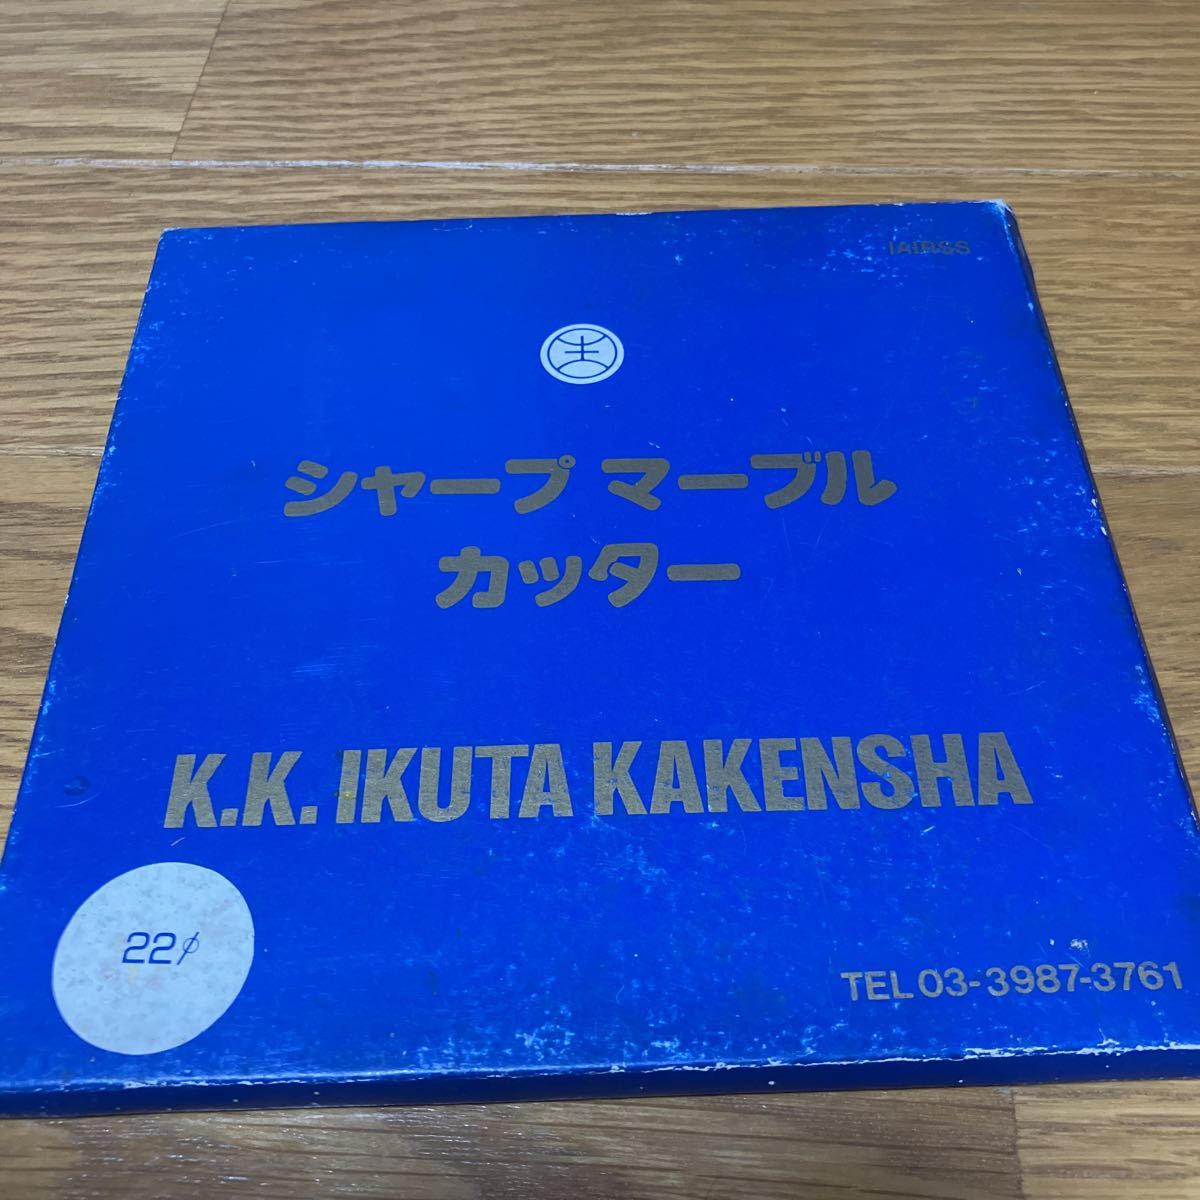 IAIRSS
シャープ マーブル
カッター
K.K. IKUTA KAKENSHA
22φ
TEL 03-3987-3761